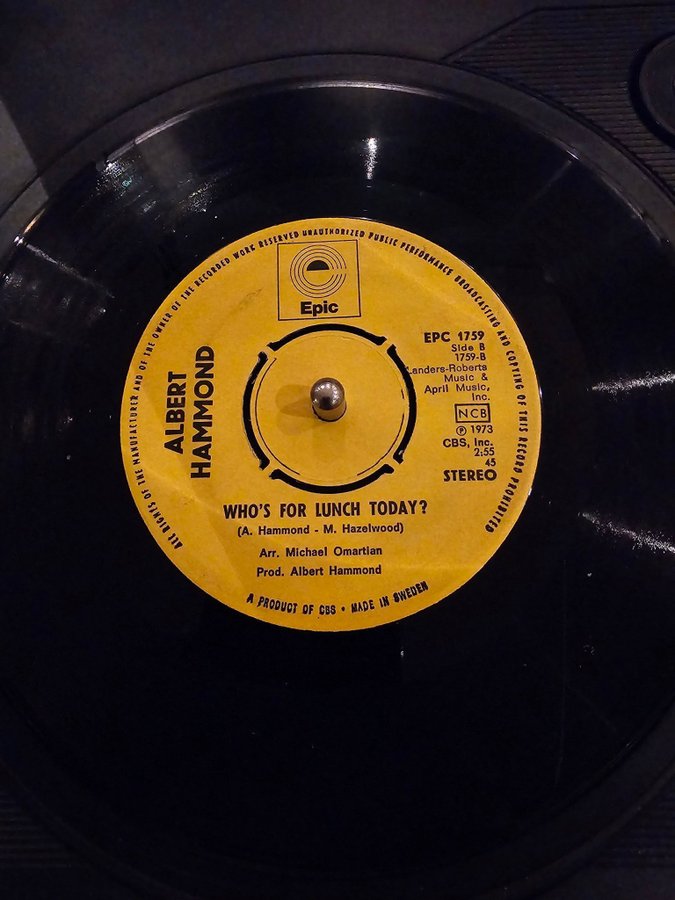 ALL RIGHTS OF THE MANUFACTURER AND OF THE OWNER OF THE RECORDED WORK RESERVED UNAUTHORIZED PUBLIC PERFORMANCE BROADCASTING AND COPYING OF THIS RECORD PROHIBITED
Epic
ALBERT
HAMMOND
EPC 1759
Side B
1759-B
Landers-Roberts
Music &
April Music,
Inc.
NCB
℗ 1973
CBS, Inc.
2:55
45
STEREO
WHO'S FOR LUNCH TODAY?
(A. Hammond - M. Hazelwood)
Arr. Michael Omartian
Prod. Albert Hammond
A PRODUCT OF CBS • MADE IN SWEDEN